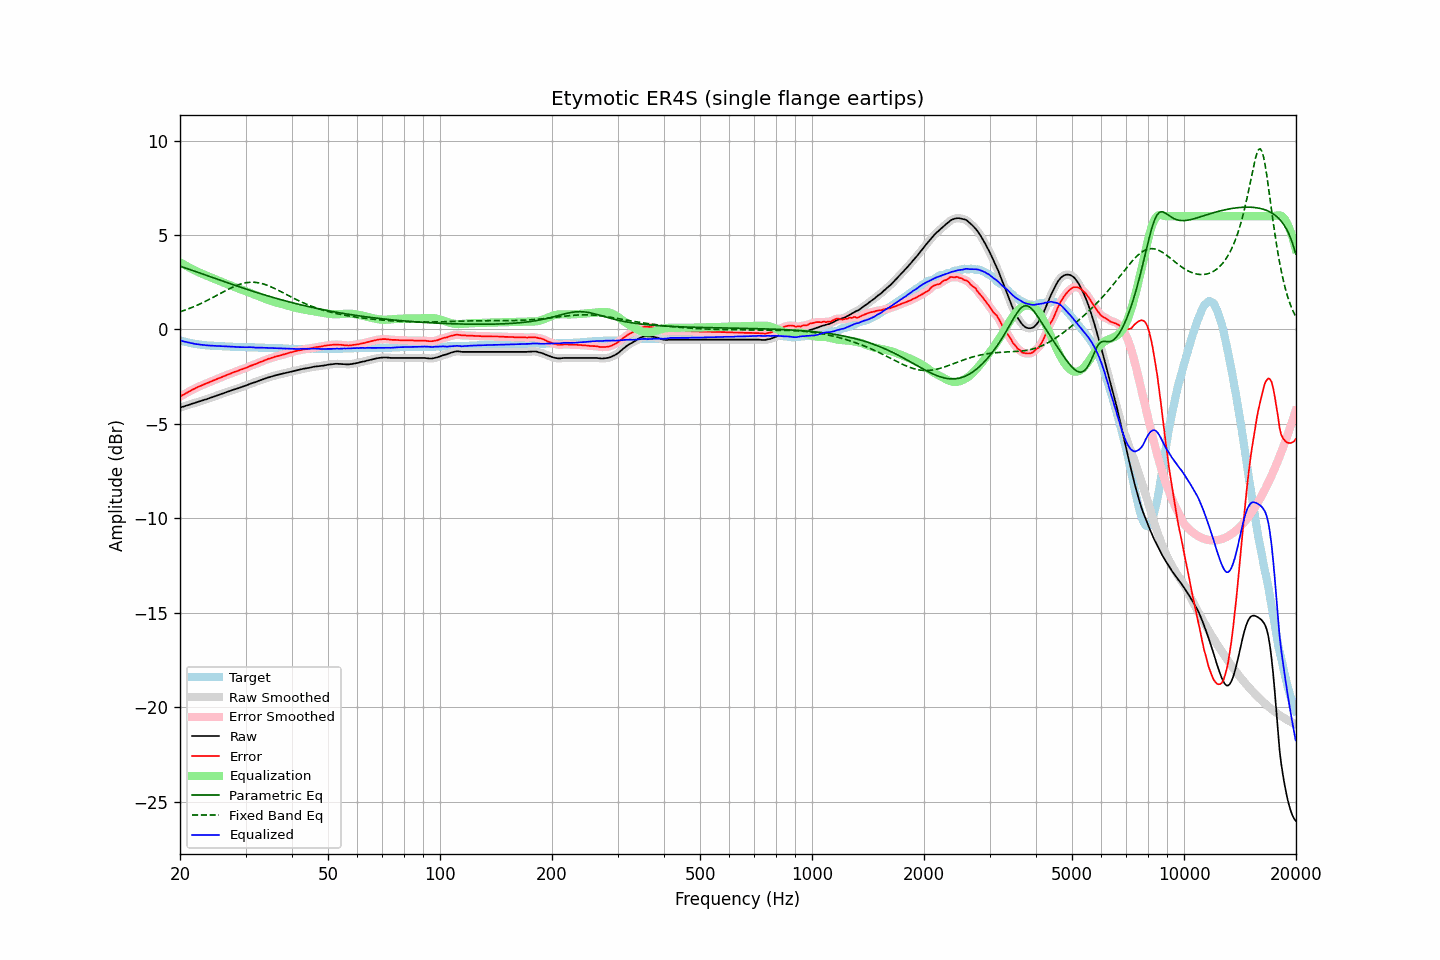 Etymotic ER4S (single flange eartips)
10
5
0
−5
−10
−15
−20
−25
Amplitude (dBr)
Target
Raw Smoothed
Error Smoothed
Raw
Error
Equalization
Parametric Eq
Fixed Band Eq
Equalized
20 50 100 200 500 1000 2000 5000 10000 20000
Frequency (Hz)